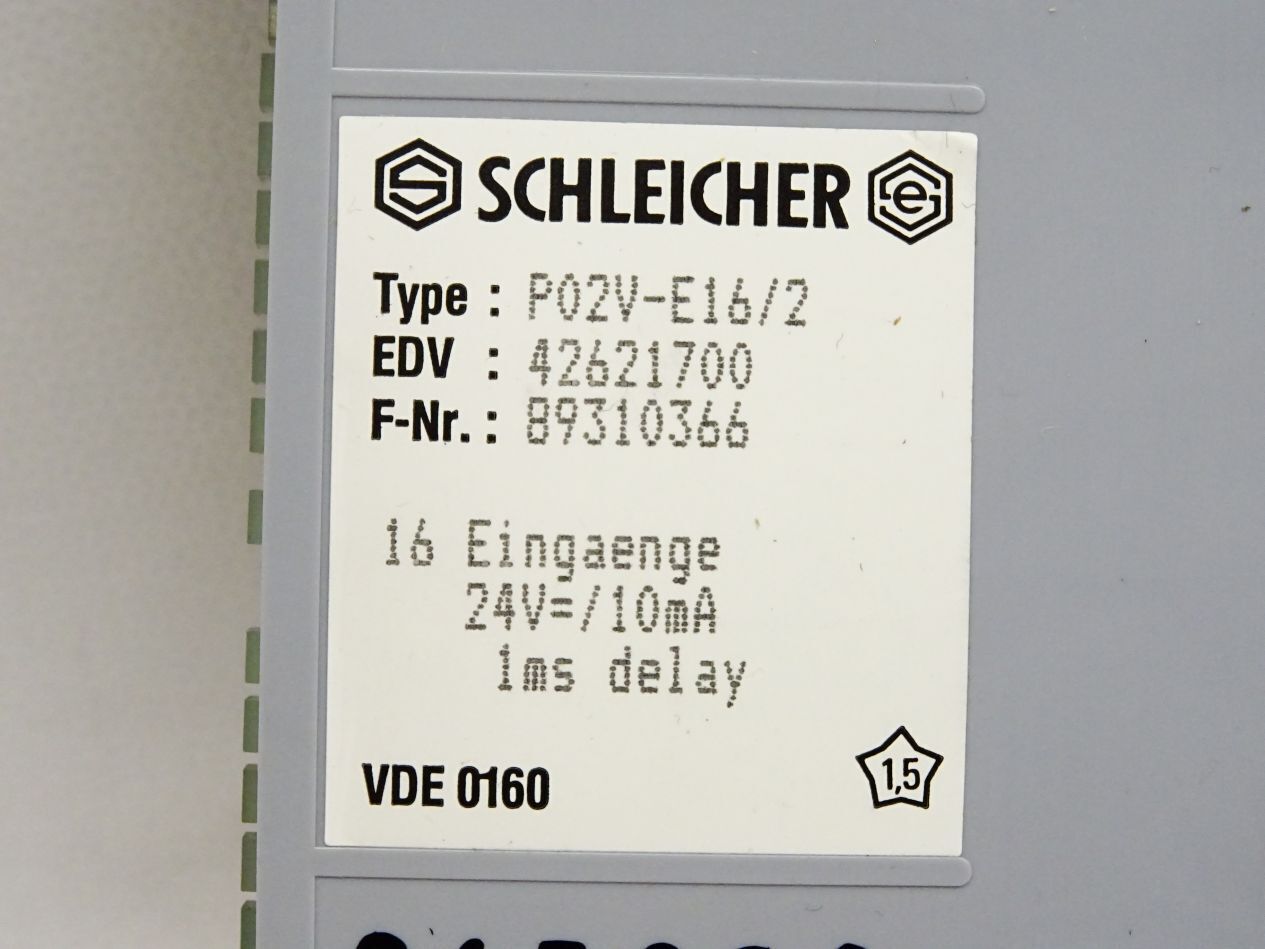 SCHLEICHER
Type : P02V-E16/2
EDV : 42621700
F-Nr. : 89310366
16 Eingaenge
24V=/10mA
1ms delay
VDE 0160
1,5